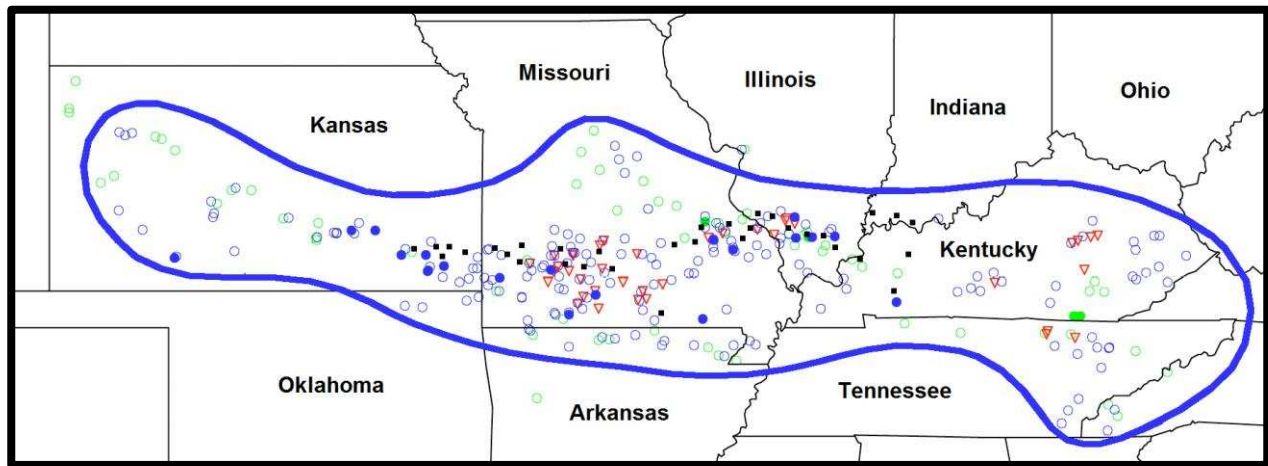 Missouri
Illinois
Ohio
Indiana
Kansas
Kentucky
Oklahoma
Arkansas
Tennessee